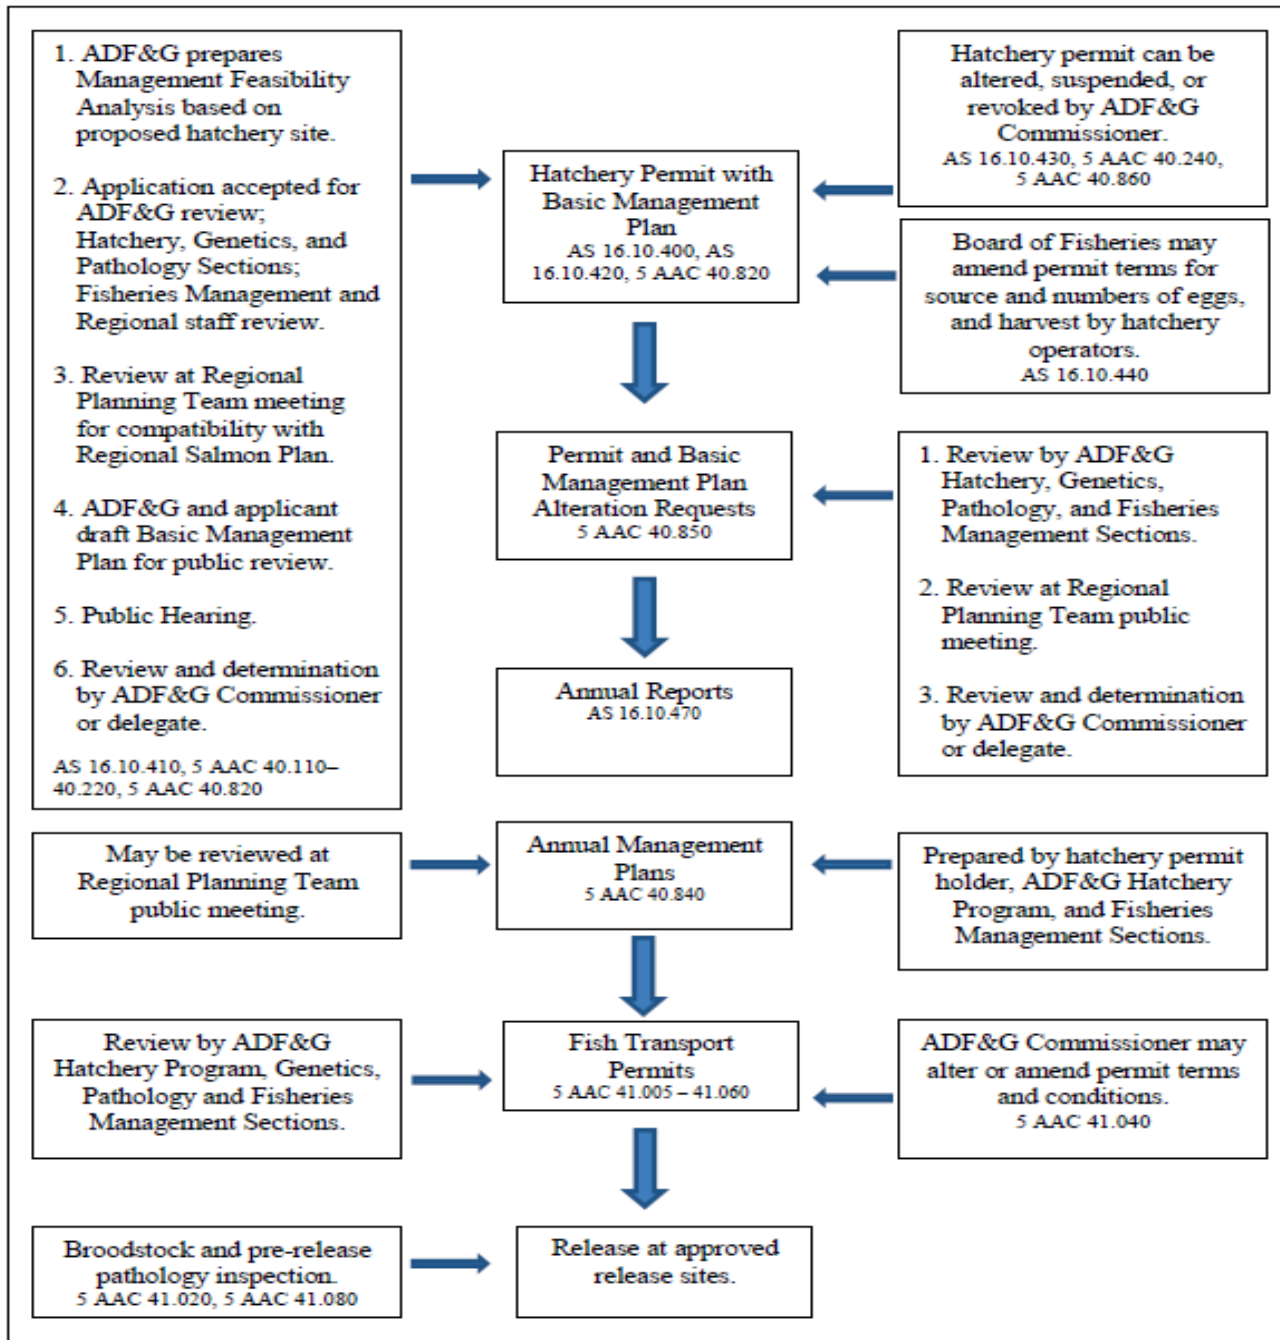 1. ADF&G prepares
Management Feasibility
Analysis based on
proposed hatchery site.
2. Application accepted for
ADF&G review;
Hatchery, Genetics, and
Pathology Sections;
Fisheries Management and
Regional staff review.
3. Review at Regional
Planning Team meeting
for compatibility with
Regional Salmon Plan.
4. ADF&G and applicant
draft Basic Management
Plan for public review.
5. Public Hearing.
6. Review and determination
by ADF&G Commissioner
or delegate.
AS 16.10.410, 5 AAC 40.110–
40.220, 5 AAC 40.820
Hatchery Permit with
Basic Management
Plan
AS 16.10.400, AS
16.10.420, 5 AAC 40.820
Hatchery permit can be
altered, suspended, or
revoked by ADF&G
Commissioner.
AS 16.10.430, 5 AAC 40.240,
5 AAC 40.860
Board of Fisheries may
amend permit terms for
source and numbers of eggs,
and harvest by hatchery
operators.
AS 16.10.440
Permit and Basic
Management Plan
Alteration Requests
5 AAC 40.850
1. Review by ADF&G
Hatchery, Genetics,
Pathology, and Fisheries
Management Sections.
2. Review at Regional
Planning Team public
meeting.
3. Review and determination
by ADF&G Commissioner
or delegate.
Annual Reports
AS 16.10.470
May be reviewed at
Regional Planning Team
public meeting.
Annual Management
Plans
5 AAC 40.840
Prepared by hatchery permit
holder, ADF&G Hatchery
Program, and Fisheries
Management Sections.
Review by ADF&G
Hatchery Program, Genetics,
Pathology and Fisheries
Management Sections.
Fish Transport
Permits
5 AAC 41.005 – 41.060
ADF&G Commissioner may
alter or amend permit terms
and conditions.
5 AAC 41.040
Broodstock and pre-release
pathology inspection.
5 AAC 41.020, 5 AAC 41.080
Release at approved
release sites.